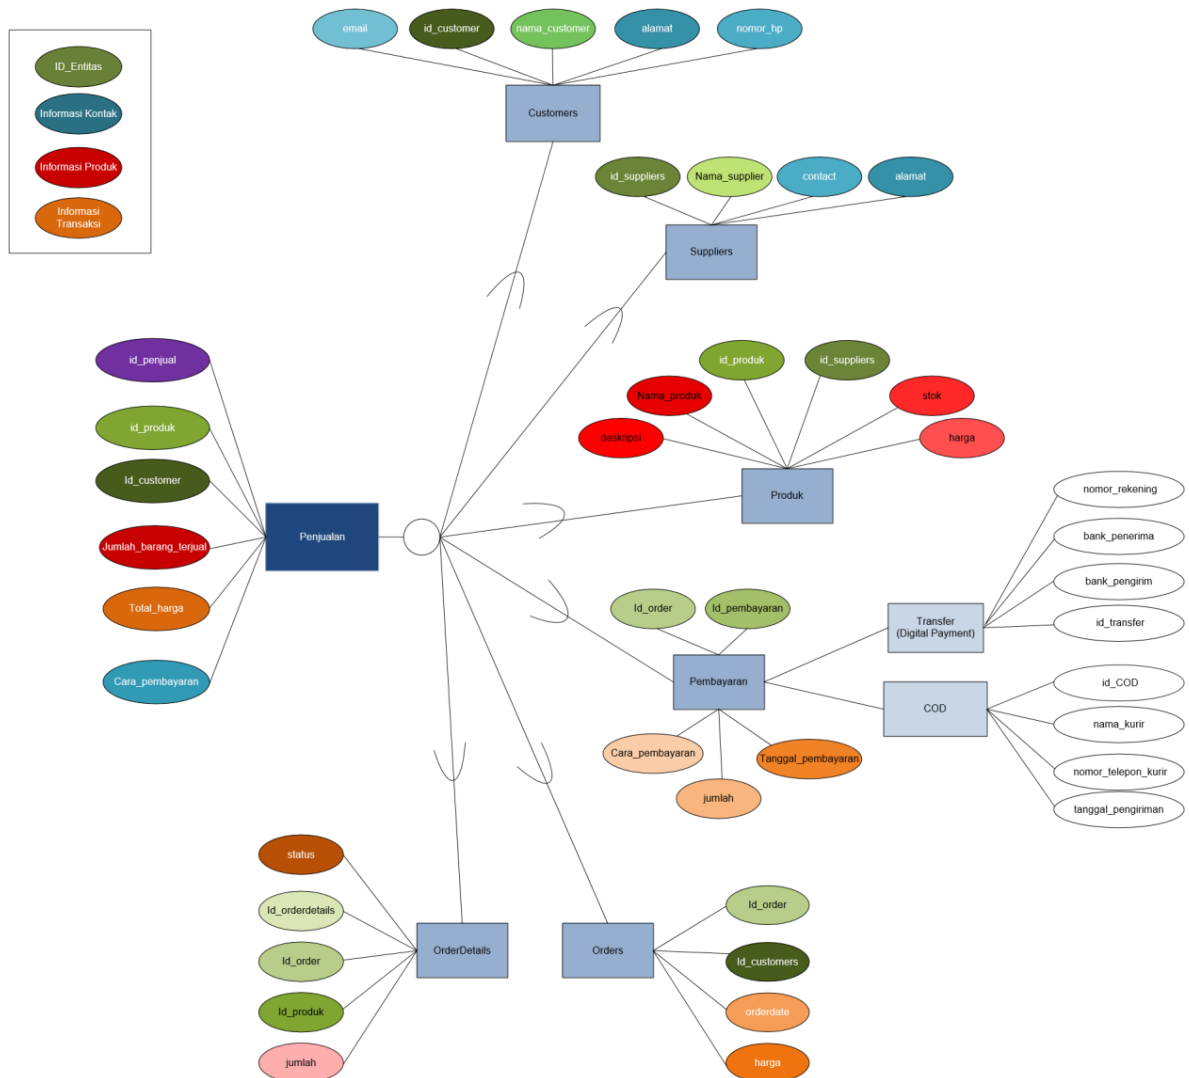 email
id_customer
nama_customer
alamat
nomor_hp
Customers
ID_Entitas
Informasi Kontak
Informasi Produk
Informasi
Transaksi
id_suppliers
Nama_supplier
contact
alamat
Suppliers
id_penjual
id_produk
Id_customer
Jumlah_barang_terjual
Total_harga
Cara_pembayaran
Penjualan
id_produk
id_suppliers
Nama_produk
stok
deskripsi
harga
Produk
Id_order
Id_pembayaran
Pembayaran
Cara_pembayaran
Tanggal_pembayaran
jumlah
Transfer
(Digital Payment)
nomor_rekening
bank_penerima
bank_pengirim
id_transfer
COD
id_COD
nama_kurir
nomor_telepon_kurir
tanggal_pengiriman
status
Id_orderdetails
Id_order
Id_produk
jumlah
OrderDetails
Orders
Id_order
Id_customers
orderdate
harga